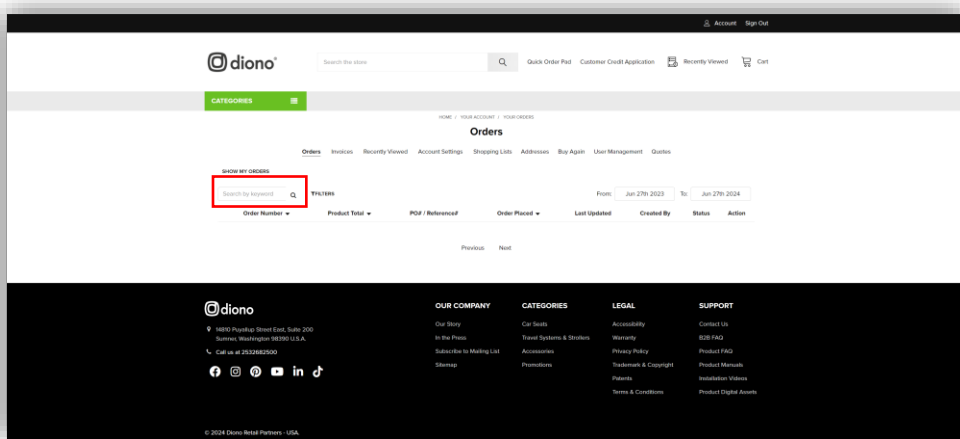 Account Sign Out
diono
Search the store
Quick Order Pad Customer Credit Application Recently Viewed Cart
CATEGORIES
HOME / YOUR ACCOUNT / YOUR ORDERS
Orders
Orders Invoices Recently Viewed Account Settings Shopping Lists Addresses Buy Again User Management Quotes
SHOW MY ORDERS
Search by keyword FILTERS From: Jun 27th 2023 To: Jun 27th 2024
Order Number Product Total PO# / Reference# Order Placed Last Updated Created By Status Action
Previous Next
diono
14810 Puyallup Street East, Suite 200
Sumner, Washington 98390 U.S.A.
Call us at 2532682500
OUR COMPANY
Our Story
In the Press
Subscribe to Mailing List
Sitemap
CATEGORIES
Car Seats
Travel Systems & Strollers
Accessories
Promotions
LEGAL
Accessibility
Warranty
Privacy Policy
Trademark & Copyright
Patents
Terms & Conditions
SUPPORT
Contact Us
B2B FAQ
Product FAQ
Product Manuals
Installation Videos
Product Digital Assets
© 2024 Diono Retail Partners - USA.